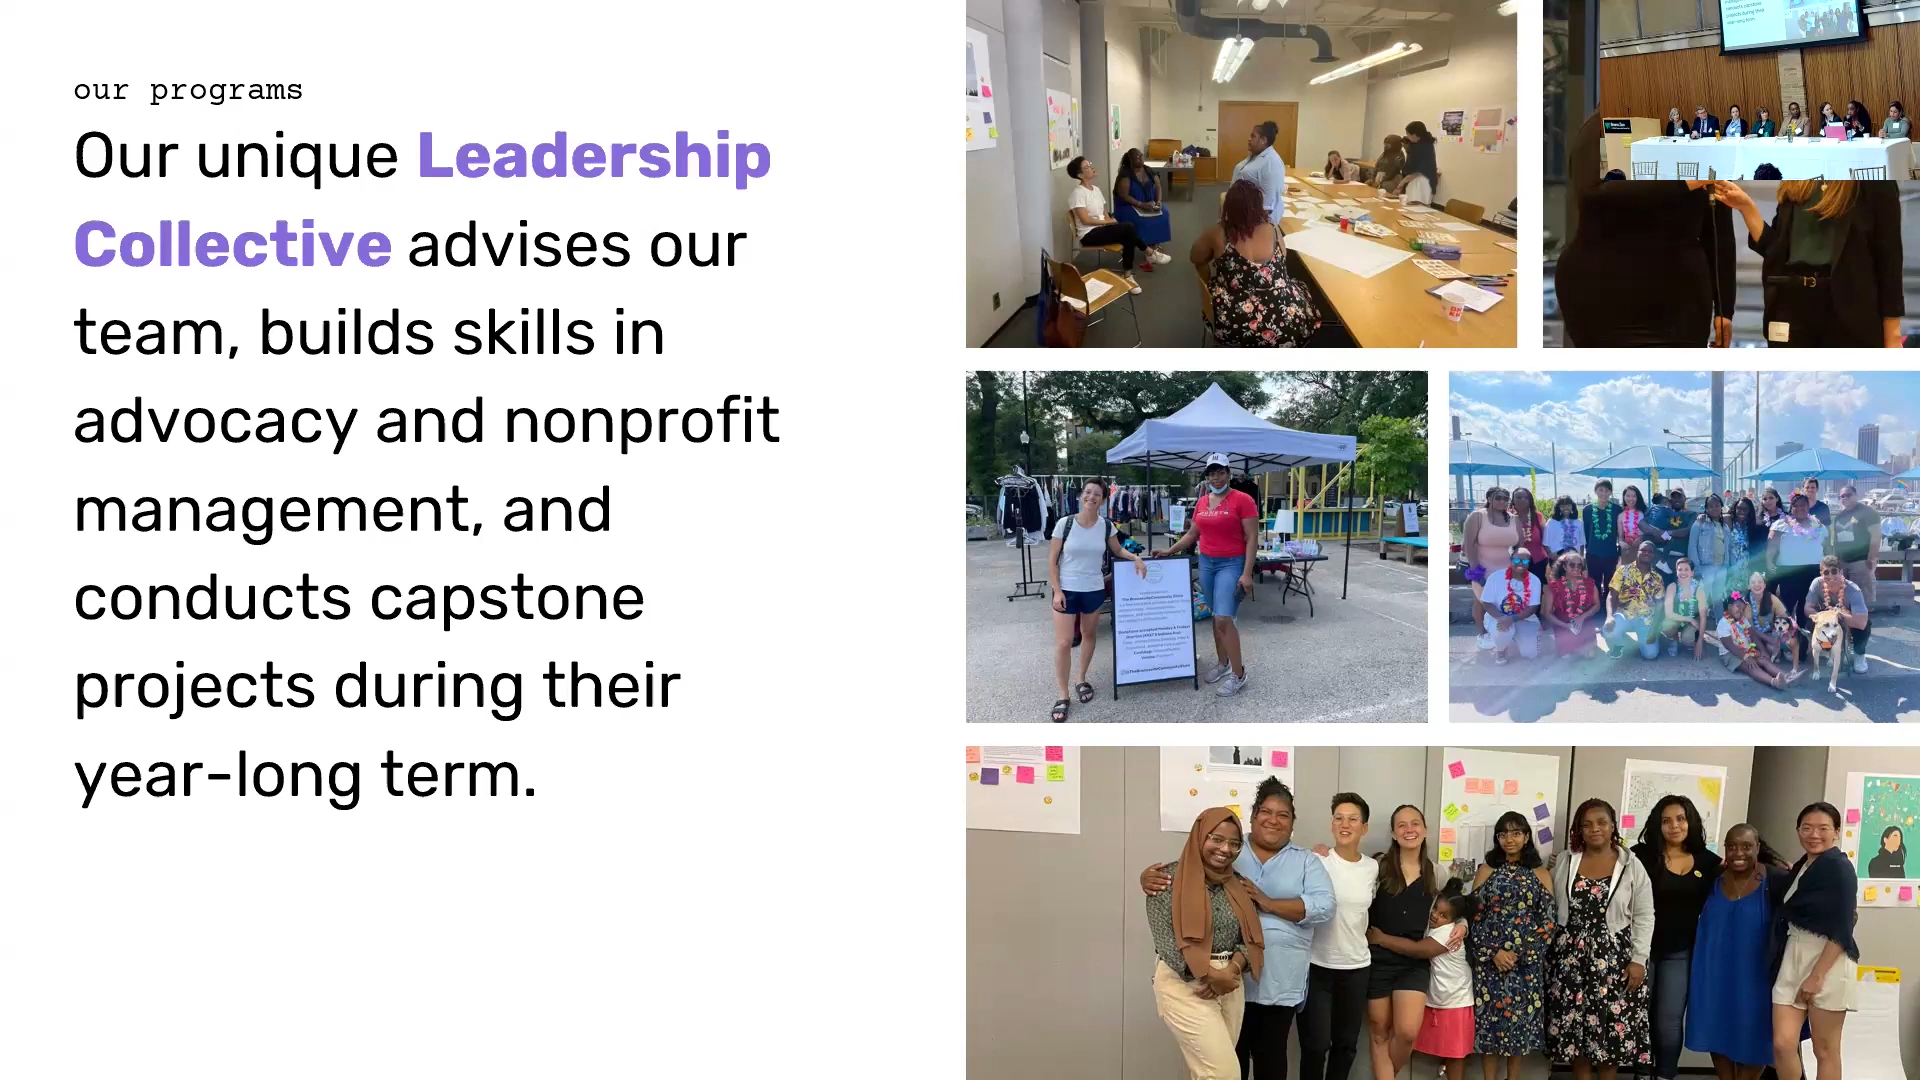 our programs
Our unique Leadership
Collective advises our
team, builds skills in
advocacy and nonprofit
management, and
conducts capstone
projects during their
year-long term.